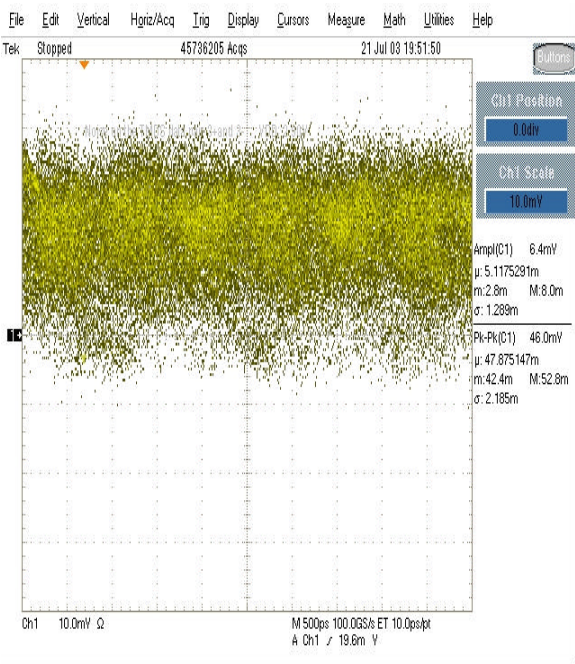 File Edit Vertical Horiz/Acq Trig Display Cursors Measure Math Utilities Help
Tek Stopped 45736205 Acqs 21 Jul 03 19:51:50
Buttons
Ch1 Position
0.0div
Ch1 Scale
10.0mV
Ampl(C1) 6.4mV
µ: 5.1175291m
m:2.8m M:8.0m
σ: 1.289m
Pk-Pk(C1) 46.0mV
µ: 47.875147m
m:42.4m M:52.8m
σ: 2.185m
1
Ch1 10.0mV Ω M 500ps 100.0GS/s ET 10.0ps/pt
A Ch1 ∕ 19.6m V